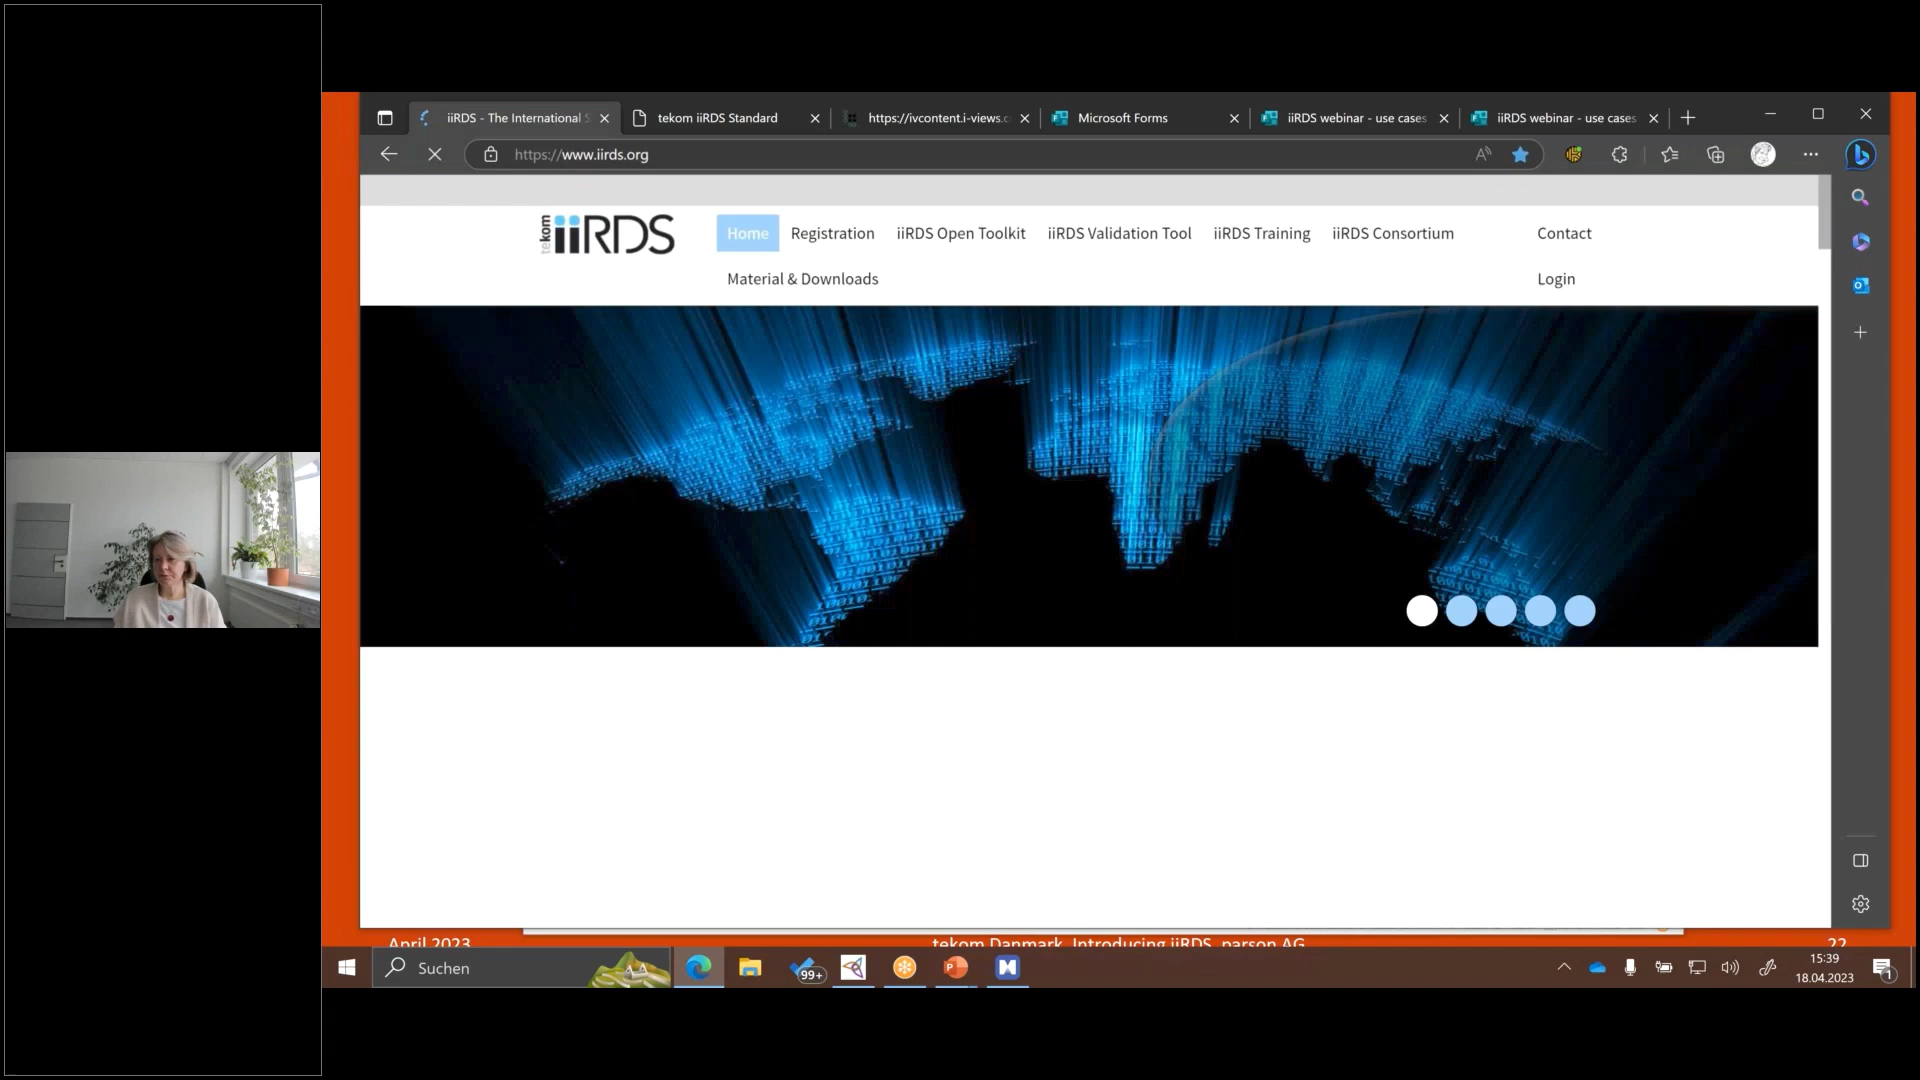 iiRDS - The International S
tekom iiRDS Standard
https://ivcontent.i-views.c
Microsoft Forms
iiRDS webinar - use cases
iiRDS webinar - use cases
https://www.iirds.org
tekom iiRDS
Home
Registration
iiRDS Open Toolkit
iiRDS Validation Tool
iiRDS Training
iiRDS Consortium
Contact
Material & Downloads
Login
April 2023
tekom Danmark, Introducing iiRDS, parson AG
22
Suchen
99+
15:39
18.04.2023
1